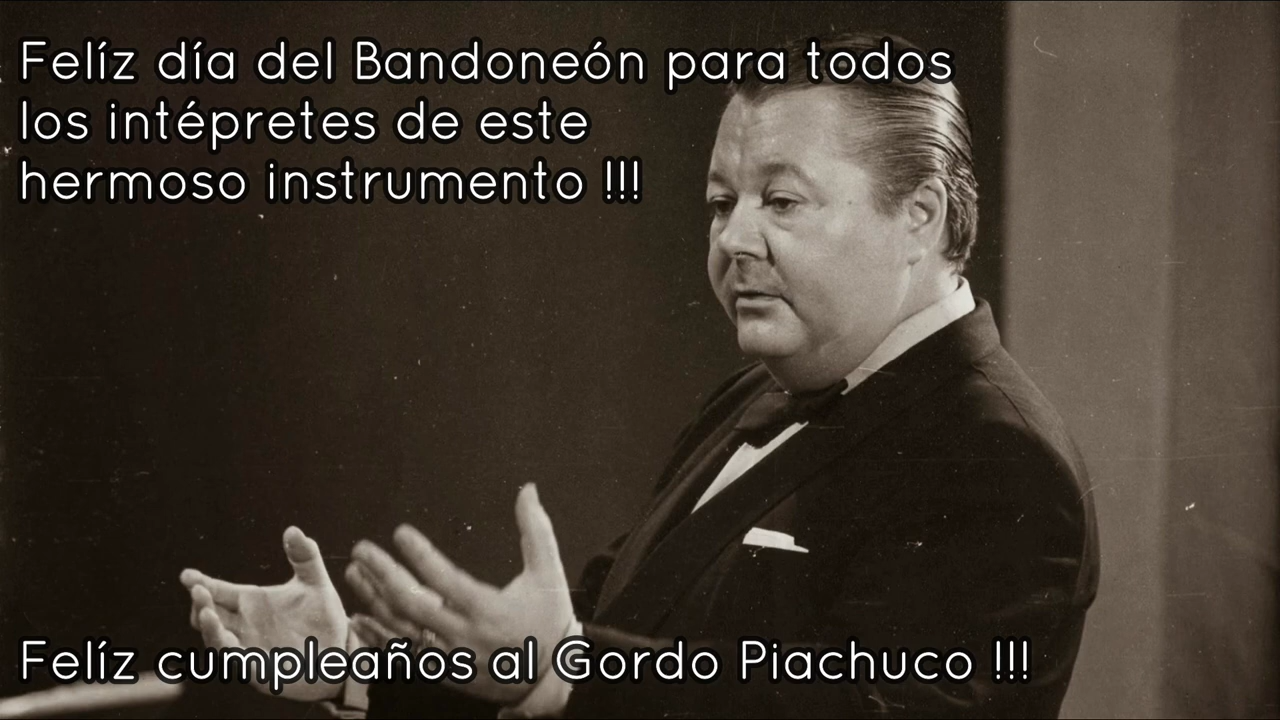 Felíz día del Bandoneón para todos
los intépretes de este
hermoso instrumento !!!
Felíz cumpleaños al Gordo Piachuco !!!